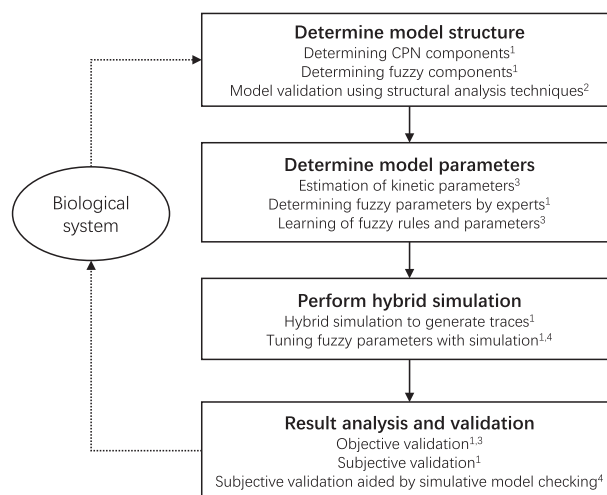 Determine model structure
Determining CPN components¹
Determining fuzzy components¹
Model validation using structural analysis techniques²
Determine model parameters
Estimation of kinetic parameters³
Determining fuzzy parameters by experts¹
Learning of fuzzy rules and parameters³
Biological
system
Perform hybrid simulation
Hybrid simulation to generate traces¹
Tuning fuzzy parameters with simulation¹,⁴
Result analysis and validation
Objective validation¹,³
Subjective validation¹
Subjective validation aided by simulative model checking⁴